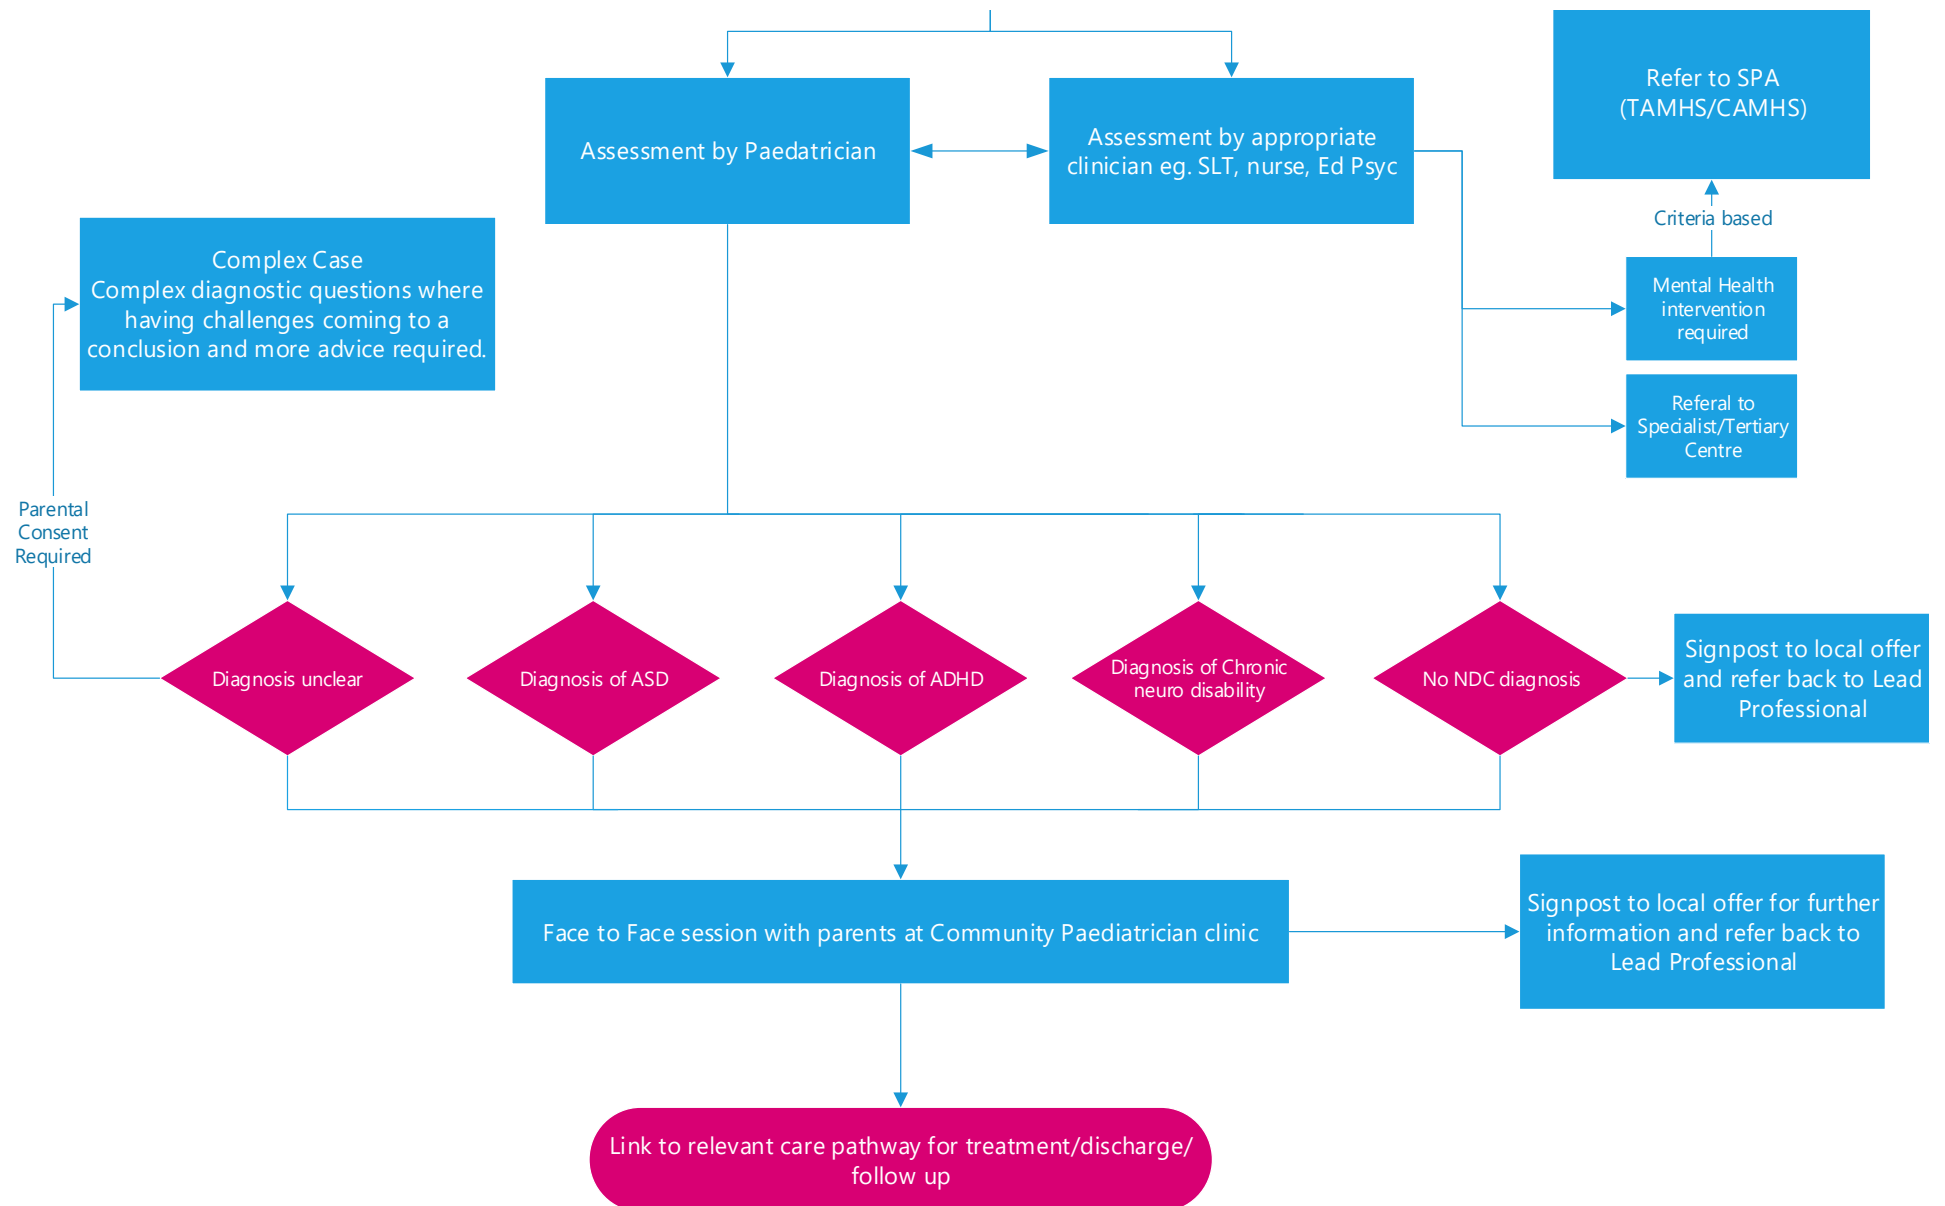 Refer to SPA
(TAMHS/CAMHS)
Assessment by Paedatrician
Assessment by appropriate
clinician eg. SLT, nurse, Ed Psyc
Criteria based
Complex Case
Complex diagnostic questions where
having challenges coming to a
conclusion and more advice required.
Mental Health
intervention
required
Referal to
Specialist/Tertiary
Centre
Parental
Consent
Required
Diagnosis unclear
Diagnosis of ASD
Diagnosis of ADHD
Diagnosis of Chronic
neuro disability
No NDC diagnosis
Signpost to local offer
and refer back to Lead
Professional
Face to Face session with parents at Community Paediatrician clinic
Signpost to local offer for further
information and refer back to
Lead Professional
Link to relevant care pathway for treatment/discharge/
follow up